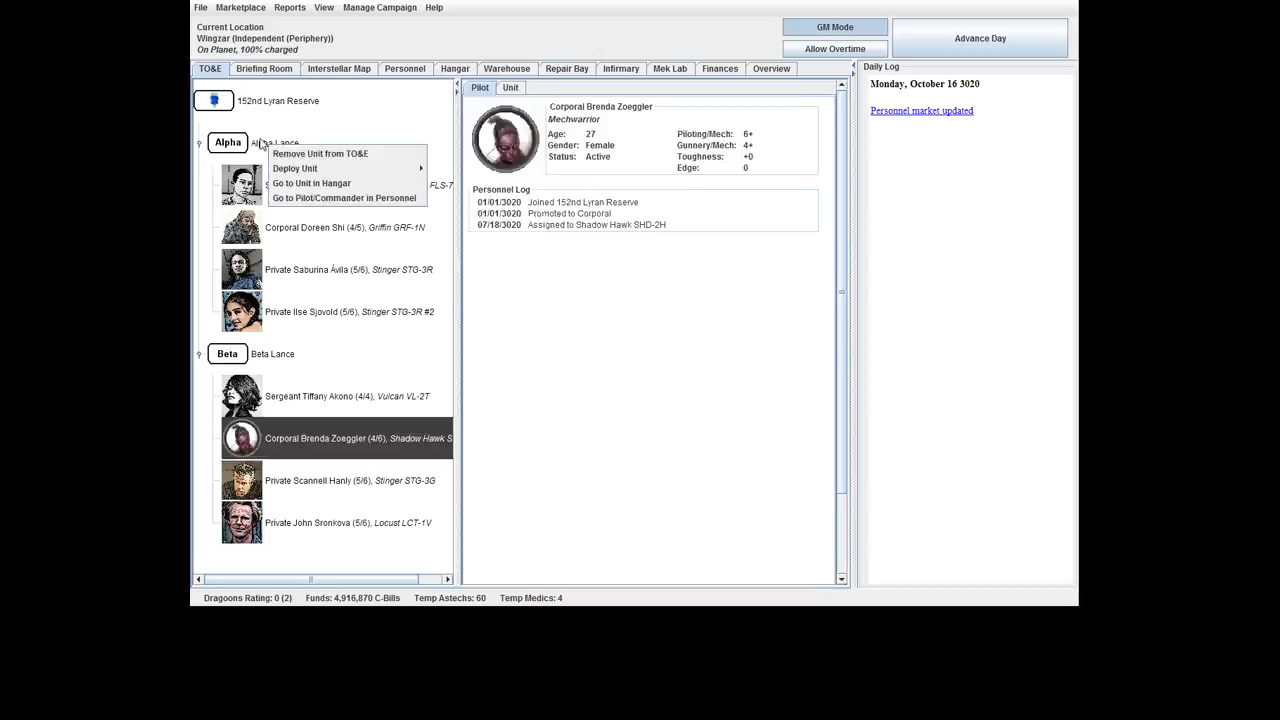 File Marketplace Reports View Manage Campaign Help
Current Location
Wingzar (Independent (Periphery))
On Planet, 100% charged
GM Mode
Allow Overtime
Advance Day
TO&E Briefing Room Interstellar Map Personnel Hangar Warehouse Repair Bay Infirmary Mek Lab Finances Overview
152nd Lyran Reserve
Alpha
Remove Unit from TO&E
Deploy Unit
Go to Unit in Hangar
Go to Pilot/Commander in Personnel
FLS-7
Corporal Doreen Shi (4/5), Griffin GRF-1N
Private Saburina Ávila (5/6), Stinger STG-3R
Private Ilse Sjovold (5/6), Stinger STG-3R #2
Beta Beta Lance
Sergeant Tiffany Akono (4/4), Vulcan VL-2T
Corporal Brenda Zoeggler (4/6), Shadow Hawk S
Private Scannell Hanly (5/6), Stinger STG-3G
Private John Sronkova (5/6), Locust LCT-1V
Pilot Unit
Corporal Brenda Zoeggler
Mechwarrior
Age: 27 Piloting/Mech: 6+
Gender: Female Gunnery/Mech: 4+
Status: Active Toughness: +0
Edge: 0
Personnel Log
01/01/3020 Joined 152nd Lyran Reserve
01/01/3020 Promoted to Corporal
07/18/3020 Assigned to Shadow Hawk SHD-2H
Daily Log
Monday, October 16 3020
Personnel market updated
Dragoons Rating: 0 (2) Funds: 4,916,870 C-Bills Temp Astechs: 60 Temp Medics: 4